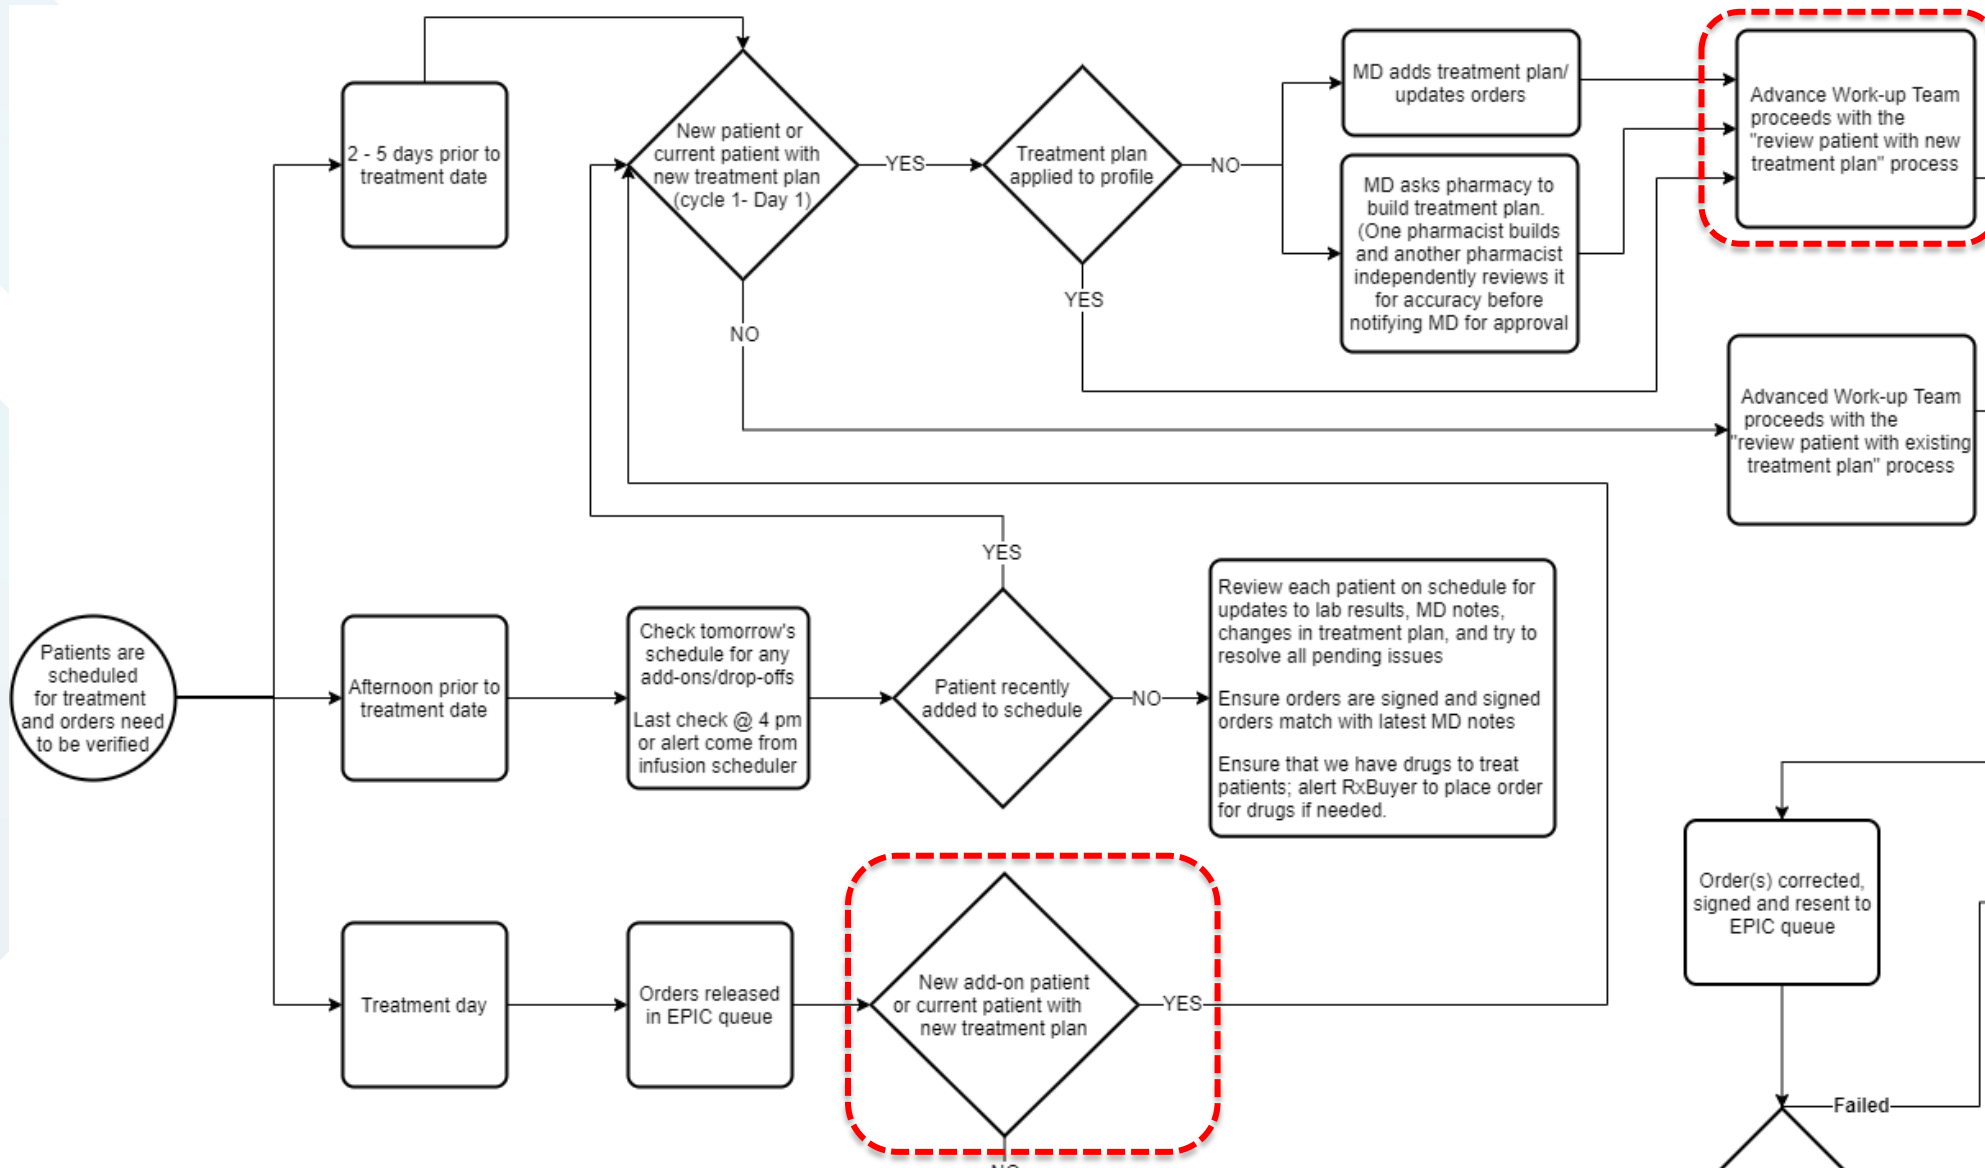 2 - 5 days prior to
treatment date
New patient or
current patient with
new treatment plan
(cycle 1- Day 1)
YES
NO
Treatment plan
applied to profile
NO
YES
MD adds treatment plan/
updates orders
MD asks pharmacy to
build treatment plan.
(One pharmacist builds
and another pharmacist
independently reviews it
for accuracy before
notifying MD for approval
Advance Work-up Team
proceeds with the
"review patient with new
treatment plan" process
Advanced Work-up Team
proceeds with the
"review patient with existing
treatment plan" process
Patients are
scheduled
for treatment
and orders need
to be verified
Afternoon prior to
treatment date
Check tomorrow's
schedule for any
add-ons/drop-offs
Last check @ 4 pm
or alert come from
infusion scheduler
YES
Patient recently
added to schedule
NO
Review each patient on schedule for
updates to lab results, MD notes,
changes in treatment plan, and try to
resolve all pending issues
Ensure orders are signed and signed
orders match with latest MD notes
Ensure that we have drugs to treat
patients; alert RxBuyer to place order
for drugs if needed.
Treatment day
Orders released
in EPIC queue
New add-on patient
or current patient with
new treatment plan
YES
NO
Order(s) corrected,
signed and resent to
EPIC queue
Failed